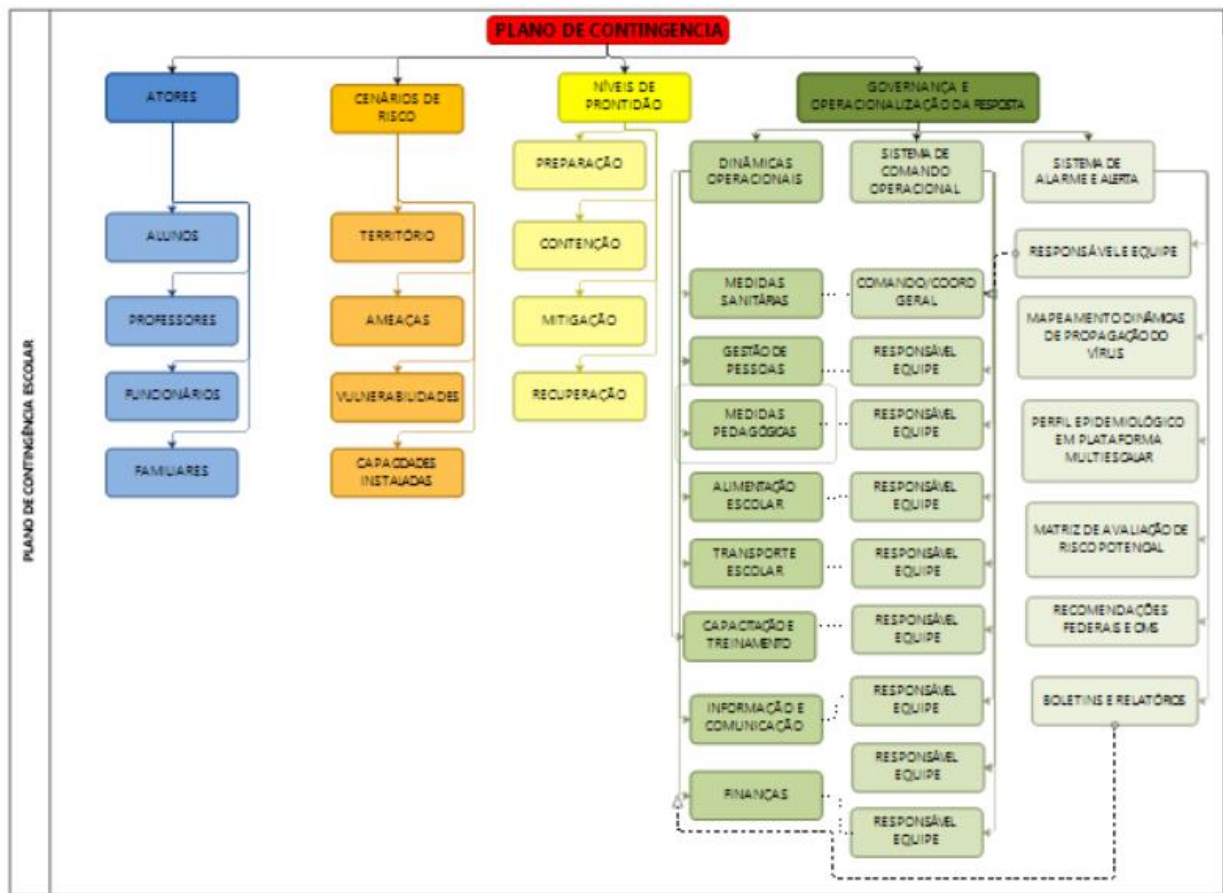 PLANO DE CONTINGÊNCIA ESCOLAR
PLANO DE CONTINGENCIA
ATORES
ALUNOS
PROFESSORES
FUNCIONÁRIOS
FAMILIARES
CENÁRIOS DE
RISCO
TERRITÓRIO
AMEAÇAS
VULNERABILIDADES
CAPACIDADES
INSTALADAS
NÍVEIS DE
PRONTIDÃO
PREPARAÇÃO
CONTENÇÃO
MITIGAÇÃO
RECUPERAÇÃO
GOVERNANÇA E
OPERACIONALIZAÇÃO DA RESPOSTA
DINÂMICAS
OPERACIONAIS
MEDIDAS
SANITÁRIAS
GESTÃO DE
PESSOAS
MEDIDAS
PEDAGÓGICAS
ALIMENTAÇÃO
ESCOLAR
TRANSPORTE
ESCOLAR
CAPACITAÇÃO E
TREINAMENTO
INFORMAÇÃO E
COMUNICAÇÃO
FINANÇAS
SISTEMA DE
COMANDO
OPERACIONAL
COMANDO/COORD
GERAL
RESPONSÁVEL
EQUIPE
RESPONSÁVEL
EQUIPE
RESPONSÁVEL
EQUIPE
RESPONSÁVEL
EQUIPE
RESPONSÁVEL
EQUIPE
RESPONSÁVEL
EQUIPE
RESPONSÁVEL
EQUIPE
RESPONSÁVEL
EQUIPE
SISTEMA DE
ALARME E ALERTA
RESPONSÁVEL E EQUIPE
MAPEAMENTO DINÂMICAS
DE PROPAGAÇÃO DO
VÍRUS
PERFIL EPIDEMIOLÓGICO
EM PLATAFORMA
MULTIESCALAR
MATRIZ DE AVALIAÇÃO DE
RISCO POTENCIAL
RECOMENDAÇÕES
FEDERAIS E OMS
BOLETINS E RELATÓRIOS